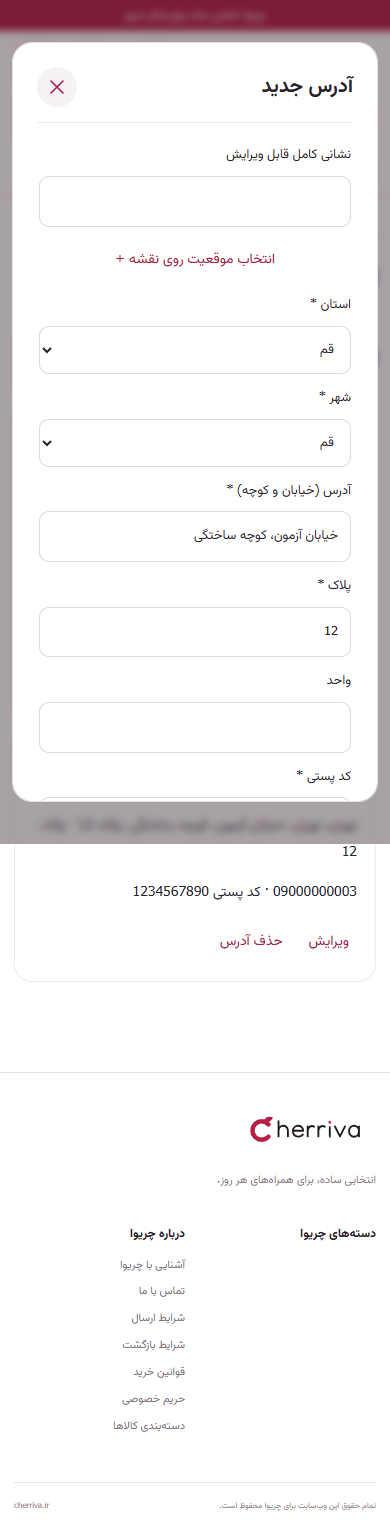 آدرس جدید
نشانی کامل قابل ویرایش
انتخاب موقعیت روی نقشه +
استان *
قم
شهر *
قم
آدرس (خیابان و کوچه) *
خیابان آزمون، کوچه ساختگی
پلاک *
12
واحد
کد پستی *
12
09000000003 · کد پستی 1234567890
ویرایش
حذف آدرس
Cherriva
انتخابی ساده، برای همراه‌های هر روز.
دسته‌های چریوا
درباره چریوا
آشنایی با چریوا
تماس با ما
شرایط ارسال
شرایط بازگشت
قوانین خرید
حریم خصوصی
دسته‌بندی کالاها
تمام حقوق این وب‌سایت برای چریوا محفوظ است.
cherriva.ir